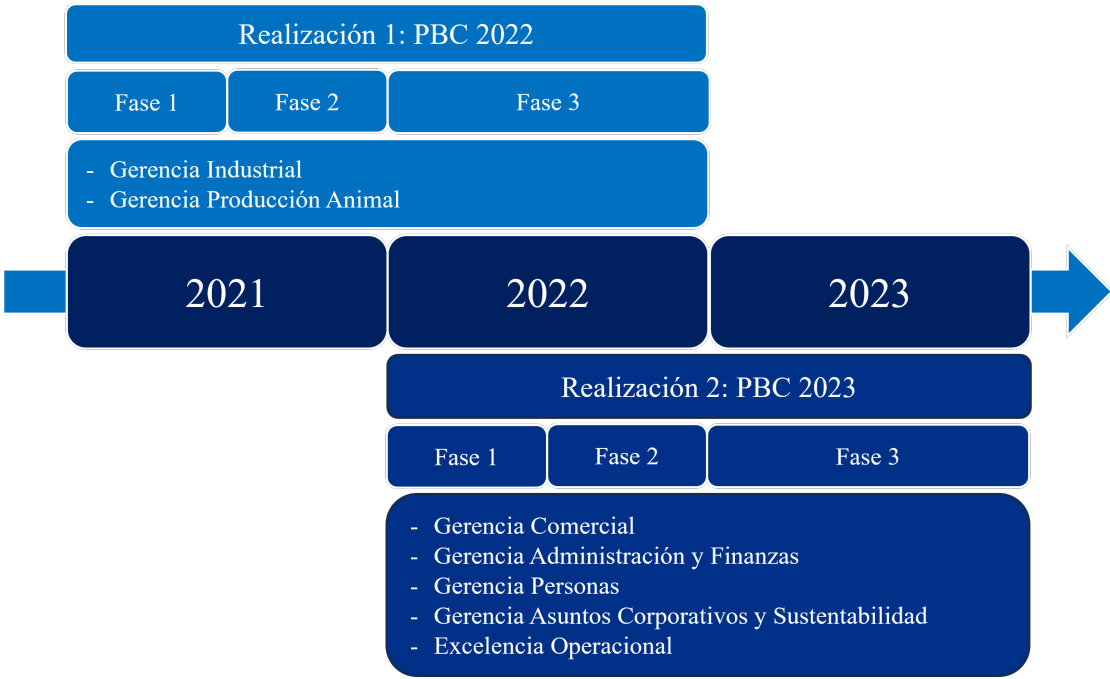 Realización 1: PBC 2022
Fase 1
Fase 2
Fase 3
- Gerencia Industrial
- Gerencia Producción Animal
2021
2022
2023
Realización 2: PBC 2023
Fase 1
Fase 2
Fase 3
- Gerencia Comercial
- Gerencia Administración y Finanzas
- Gerencia Personas
- Gerencia Asuntos Corporativos y Sustentabilidad
- Excelencia Operacional